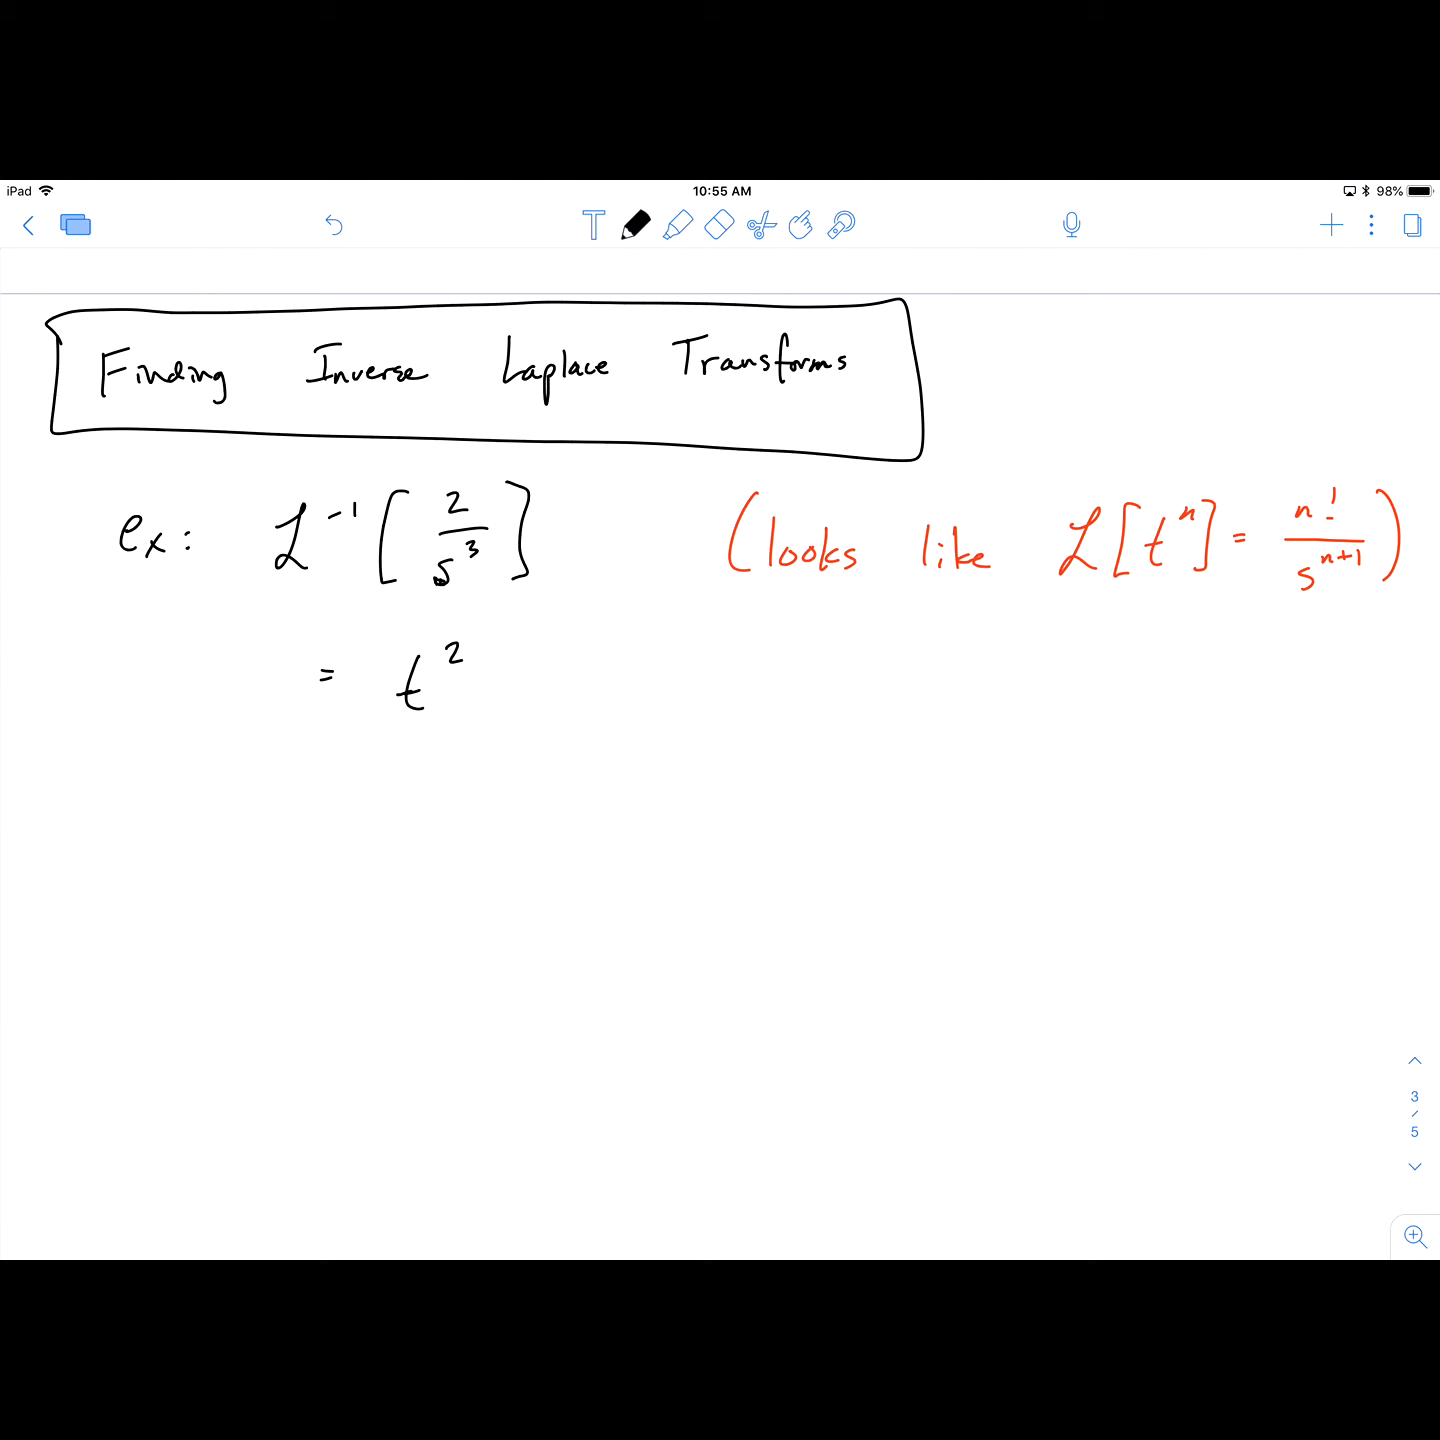 iPad 10:55 AM 98%
T
Finding Inverse Laplace Transforms
ex: ℒ⁻¹[2/s³] (looks like ℒ[tⁿ] = n!/sⁿ⁺¹)
= t²
3
/
5